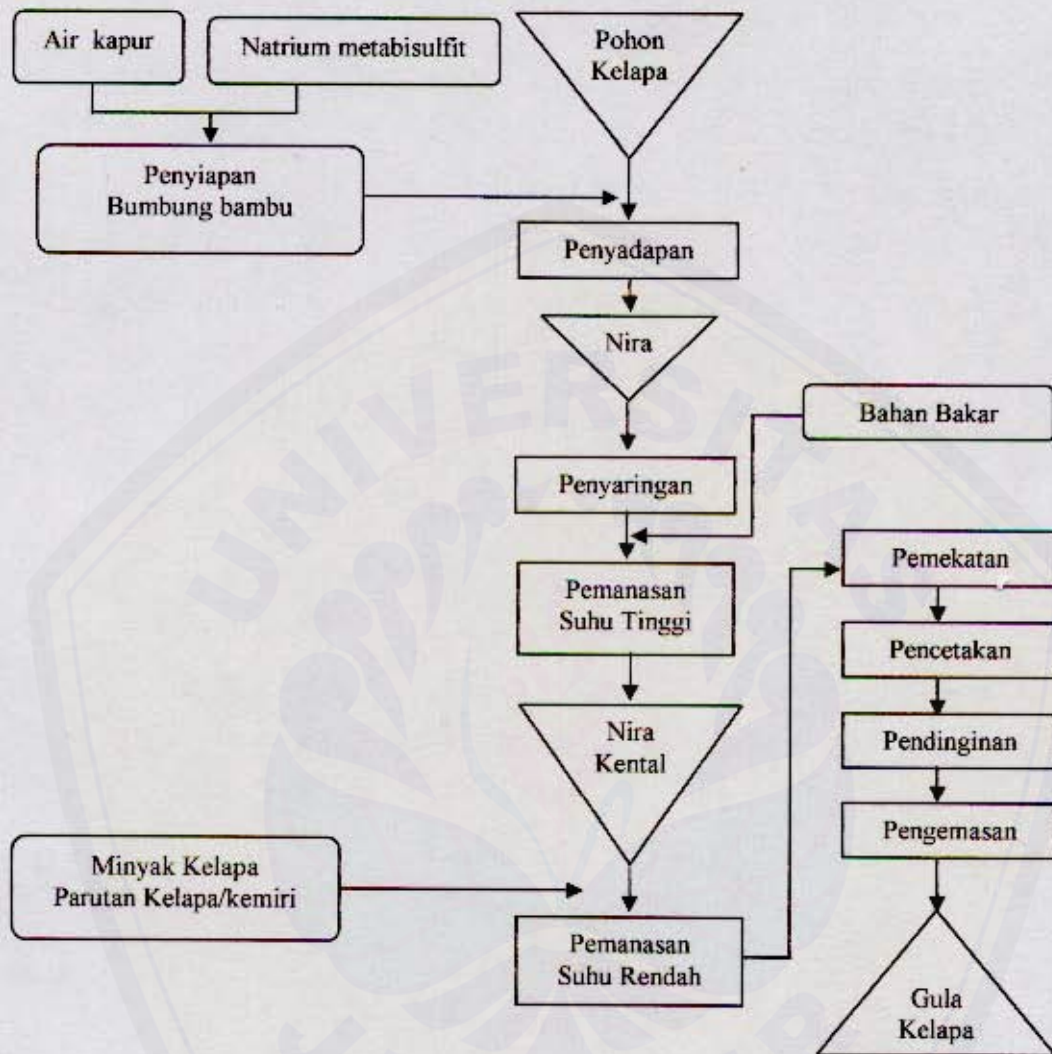 Air kapur
Natrium metabisulfit
Pohon
Kelapa
Penyiapan
Bumbung bambu
Penyadapan
Nira
Bahan Bakar
Penyaringan
Pemanasan
Suhu Tinggi
Nira
Kental
Minyak Kelapa
Parutan Kelapa/kemiri
Pemanasan
Suhu Rendah
Pemekatan
Pencetakan
Pendinginan
Pengemasan
Gula
Kelapa
UNIVERSITAS